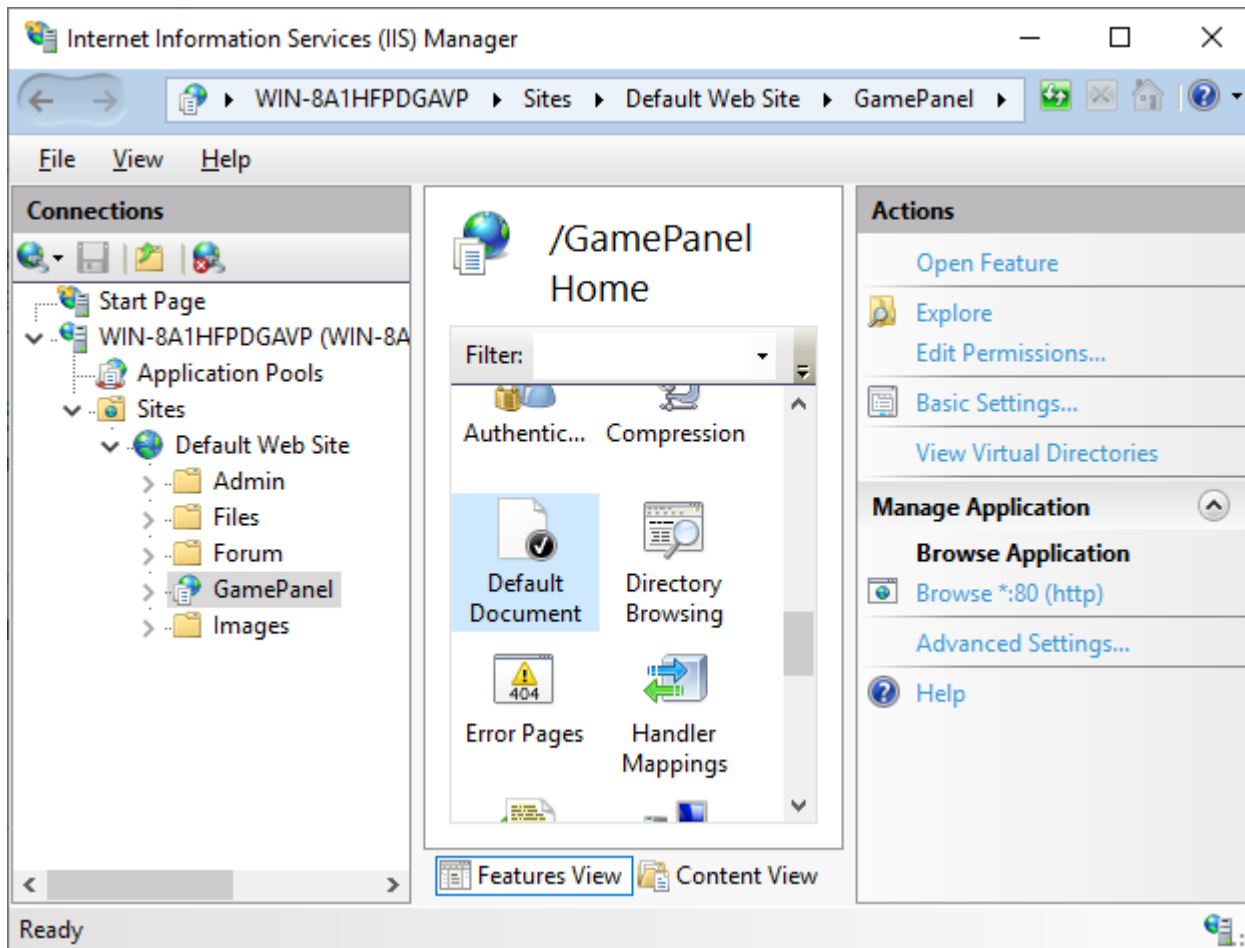 Internet Information Services (IIS) Manager
WIN-8A1HFPDGAVP Sites Default Web Site GamePanel
File View Help
Connections
Start Page
WIN-8A1HFPDGAVP (WIN-8A
Application Pools
Sites
Default Web Site
Admin
Files
Forum
GamePanel
Images
/GamePanel
Home
Filter:
Authentic... Compression
Default
Document
Directory
Browsing
404
Error Pages
Handler
Mappings
Features View Content View
Actions
Open Feature
Explore
Edit Permissions...
Basic Settings...
View Virtual Directories
Manage Application
Browse Application
Browse *:80 (http)
Advanced Settings...
Help
Ready